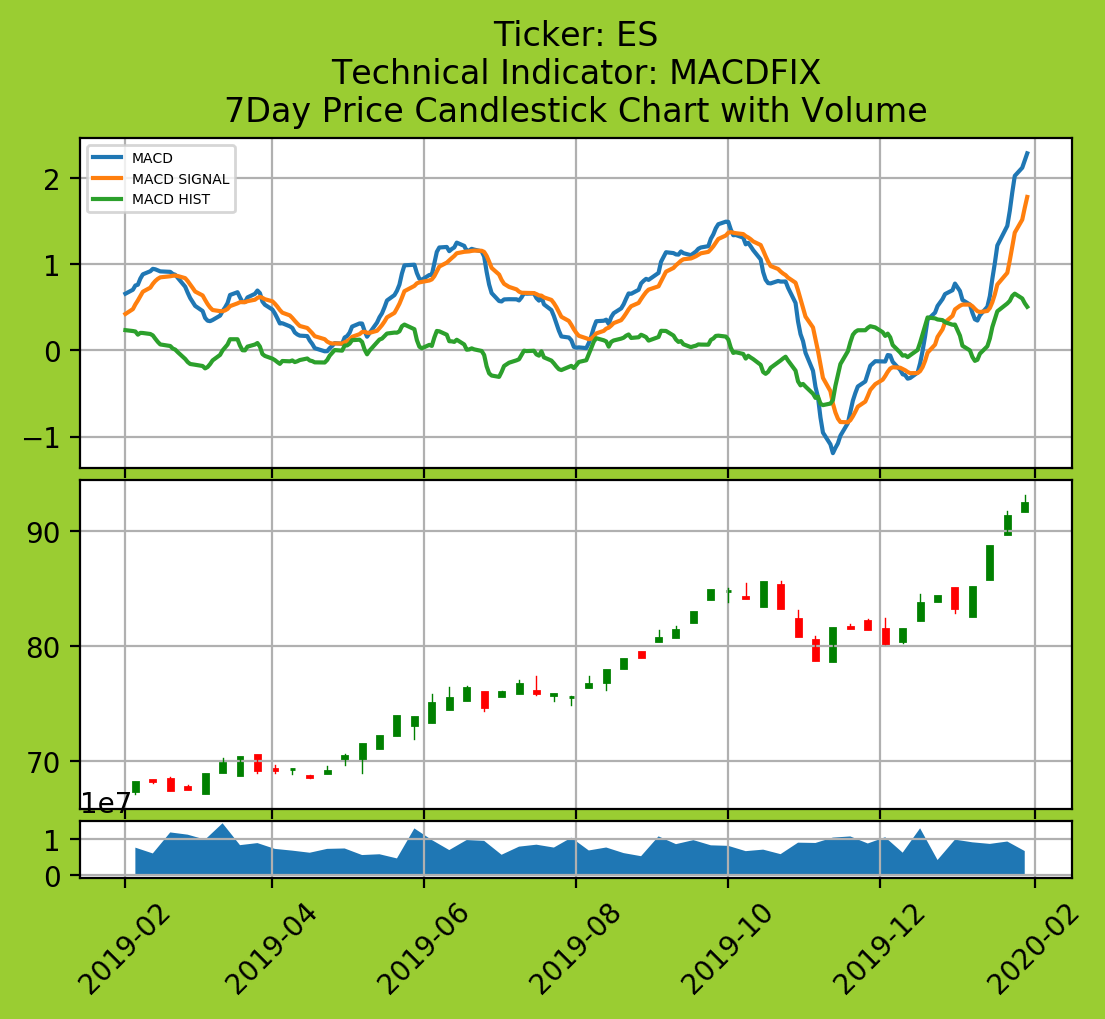 Ticker: ES
Technical Indicator: MACDFIX
7Day Price Candlestick Chart with Volume
MACD
MACD SIGNAL
MACD HIST
2
1
0
−1
90
80
70
1e7
1
0
2019-02
2019-04
2019-06
2019-08
2019-10
2019-12
2020-02